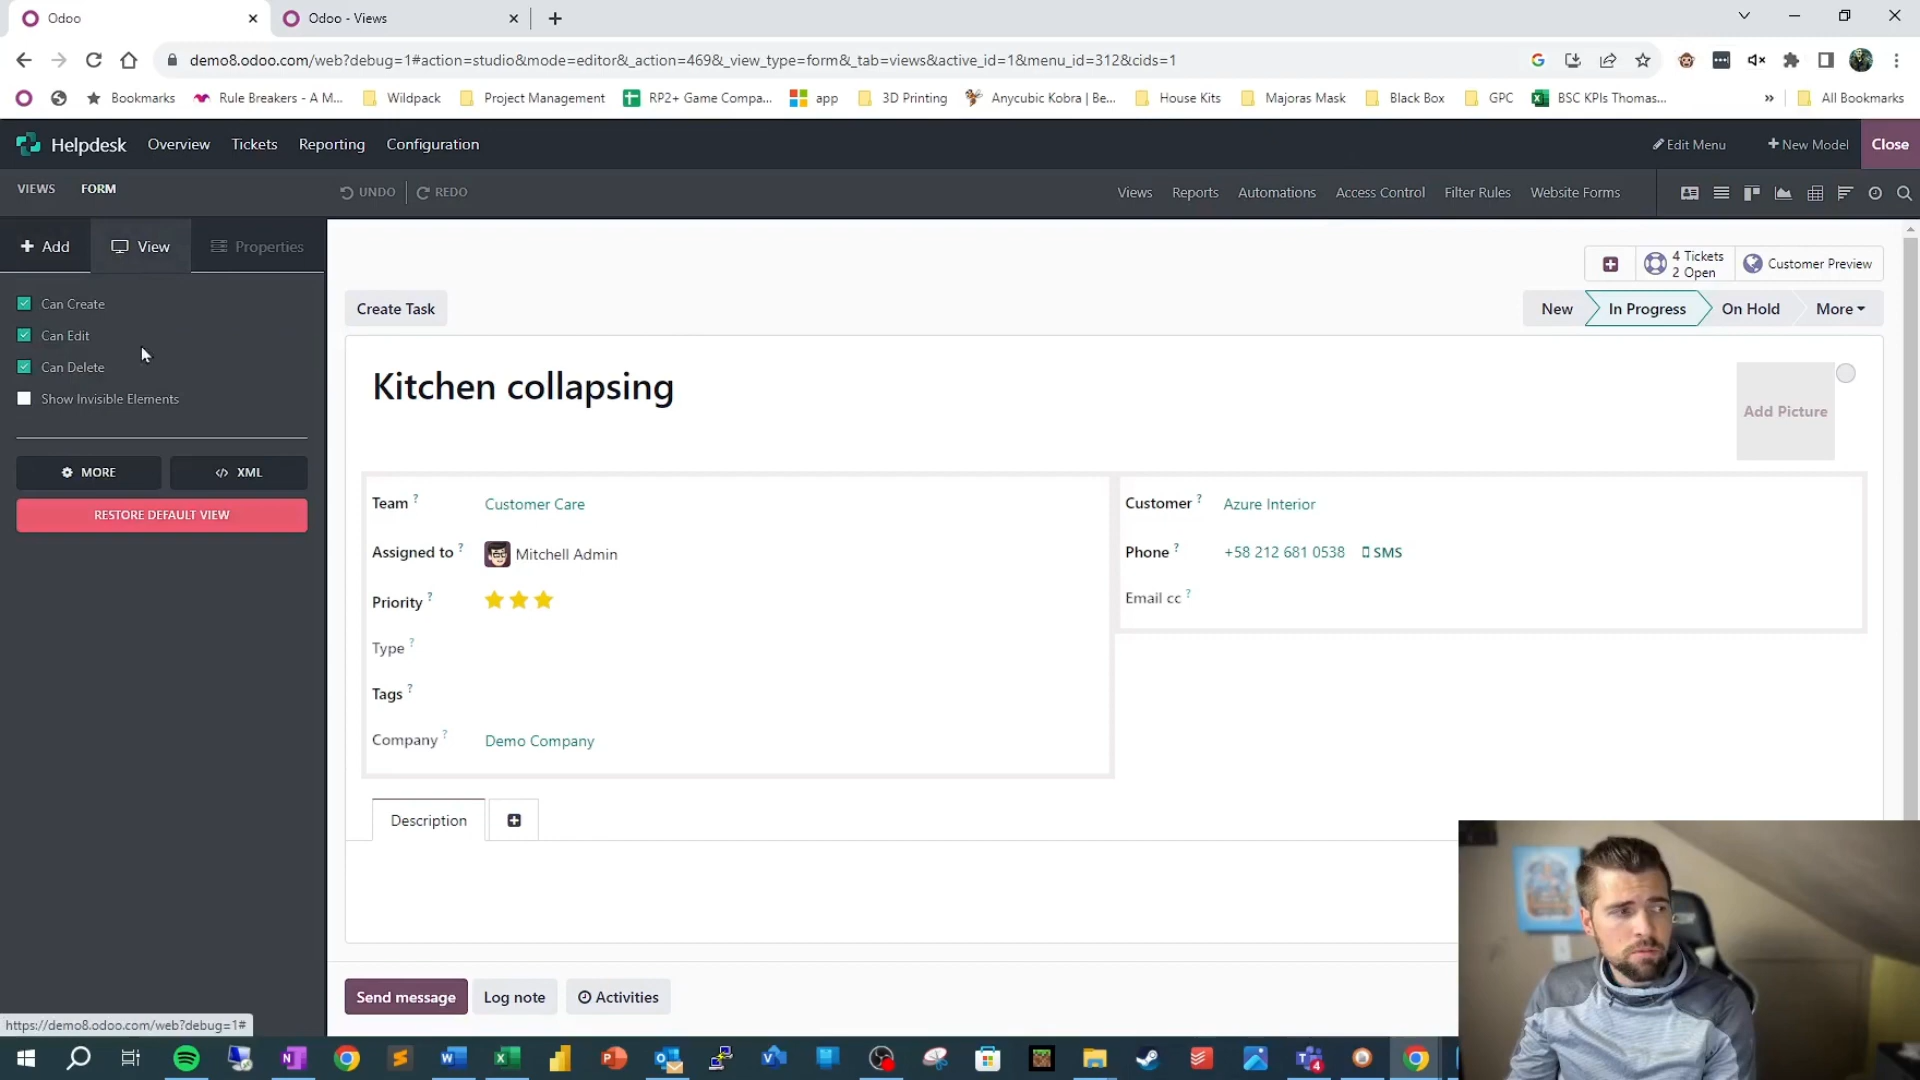 Odoo
Odoo - Views
demo8.odoo.com/web?debug=1#action=studio&mode=editor&_action=469&_view_type=form&_tab=views&active_id=1&menu_id=312&cids=1
Bookmarks
Rule Breakers - A M...
Wildpack
Project Management
RP2+ Game Compa...
app
3D Printing
Anycubic Kobra | Be...
House Kits
Majoras Mask
Black Box
GPC
BSC KPIs Thomas...
»
All Bookmarks
Helpdesk Overview Tickets Reporting Configuration
Edit Menu
+ New Model
Close
VIEWS FORM
UNDO REDO
Views Reports Automations Access Control Filter Rules Website Forms
+ Add View Properties
4 Tickets
2 Open
Customer Preview
Can Create
Can Edit
Can Delete
Show Invisible Elements
MORE
</> XML
RESTORE DEFAULT VIEW
Create Task
New In Progress On Hold More
Kitchen collapsing
Add Picture
Team ? Customer Care
Assigned to ? Mitchell Admin
Priority ?
Type ?
Tags ?
Company ? Demo Company
Customer ? Azure Interior
Phone ? +58 212 681 0538 SMS
Email cc ?
Description
Send message Log note Activities
https://demo8.odoo.com/web?debug=1#
4